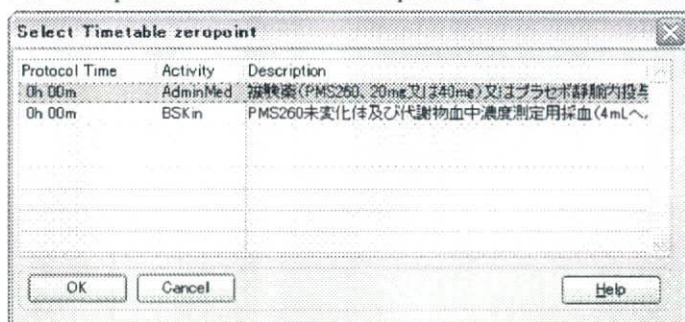 Select Timetable zeropoint
Protocol Time Activity Description
0h 00m AdminMed 被験薬(PMS260、20mg又は40mg)又はプラセボ静脈内投与
0h 00m BSKin PMS260未変化体及び代謝物血中濃度測定用採血(4mLヘ
OK Cancel Help